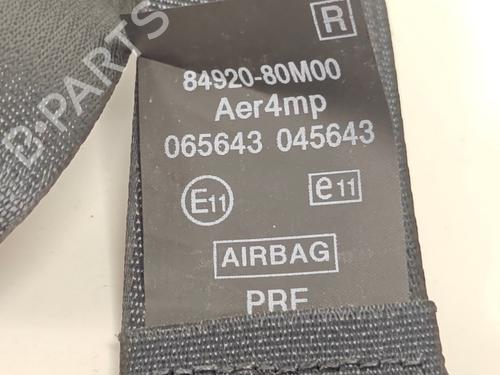 R
84920-80M00
Aer4mp
065643 045643
E11 e11
AIRBAG
PRE
B-PARTS